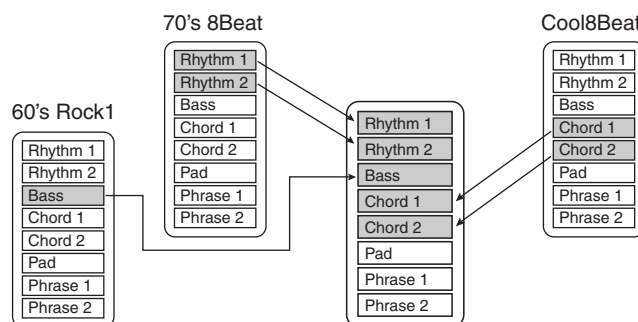 70's 8Beat
Rhythm 1
Rhythm 2
Bass
Chord 1
Chord 2
Pad
Phrase 1
Phrase 2
60's Rock1
Rhythm 1
Rhythm 2
Bass
Chord 1
Chord 2
Pad
Phrase 1
Phrase 2
Rhythm 1
Rhythm 2
Bass
Chord 1
Chord 2
Pad
Phrase 1
Phrase 2
Cool8Beat
Rhythm 1
Rhythm 2
Bass
Chord 1
Chord 2
Pad
Phrase 1
Phrase 2